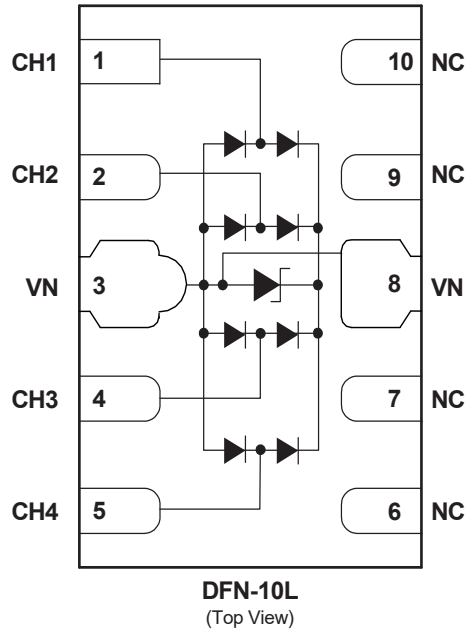 CH1 1 10 NC
CH2 2 9 NC
VN 3 8 VN
CH3 4 7 NC
CH4 5 6 NC
DFN-10L
(Top View)